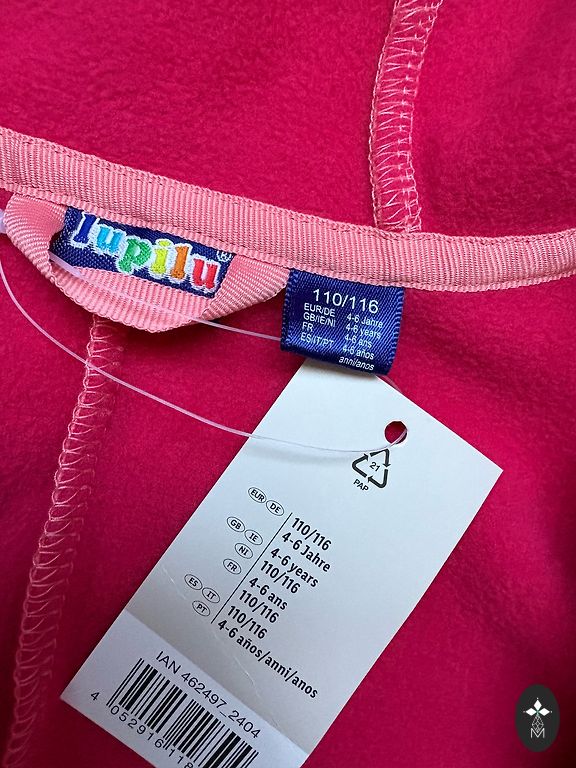 lupilu®
110/116
EUR/DE 4-6 Jahre
GB/IE/NI 4-6 years
FR 4-6 ans
ES/IT/PT 4-6 años
anni/anos
21
PAP
EUR DE 110/116
4-6 Jahre
GB IE
NI 4-6 years
110/116
FR 4-6 ans
110/116
ES IT 110/116
PT 4-6 años/anni/anos
IAN 462497_2404
4 052916 118
M